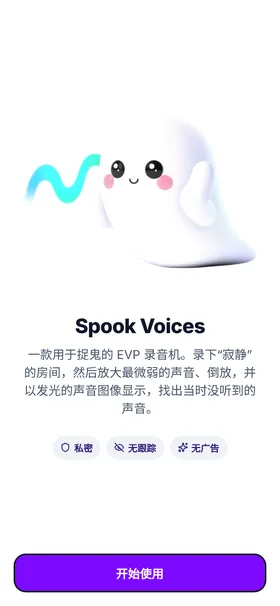 Spook Voices
一款用于捉鬼的 EVP 录音机。录下“寂静”
的房间，然后放大最微弱的声音、倒放，并
以发光的声音图像显示，找出当时没听到的
声音。
私密 无跟踪 无广告
开始使用